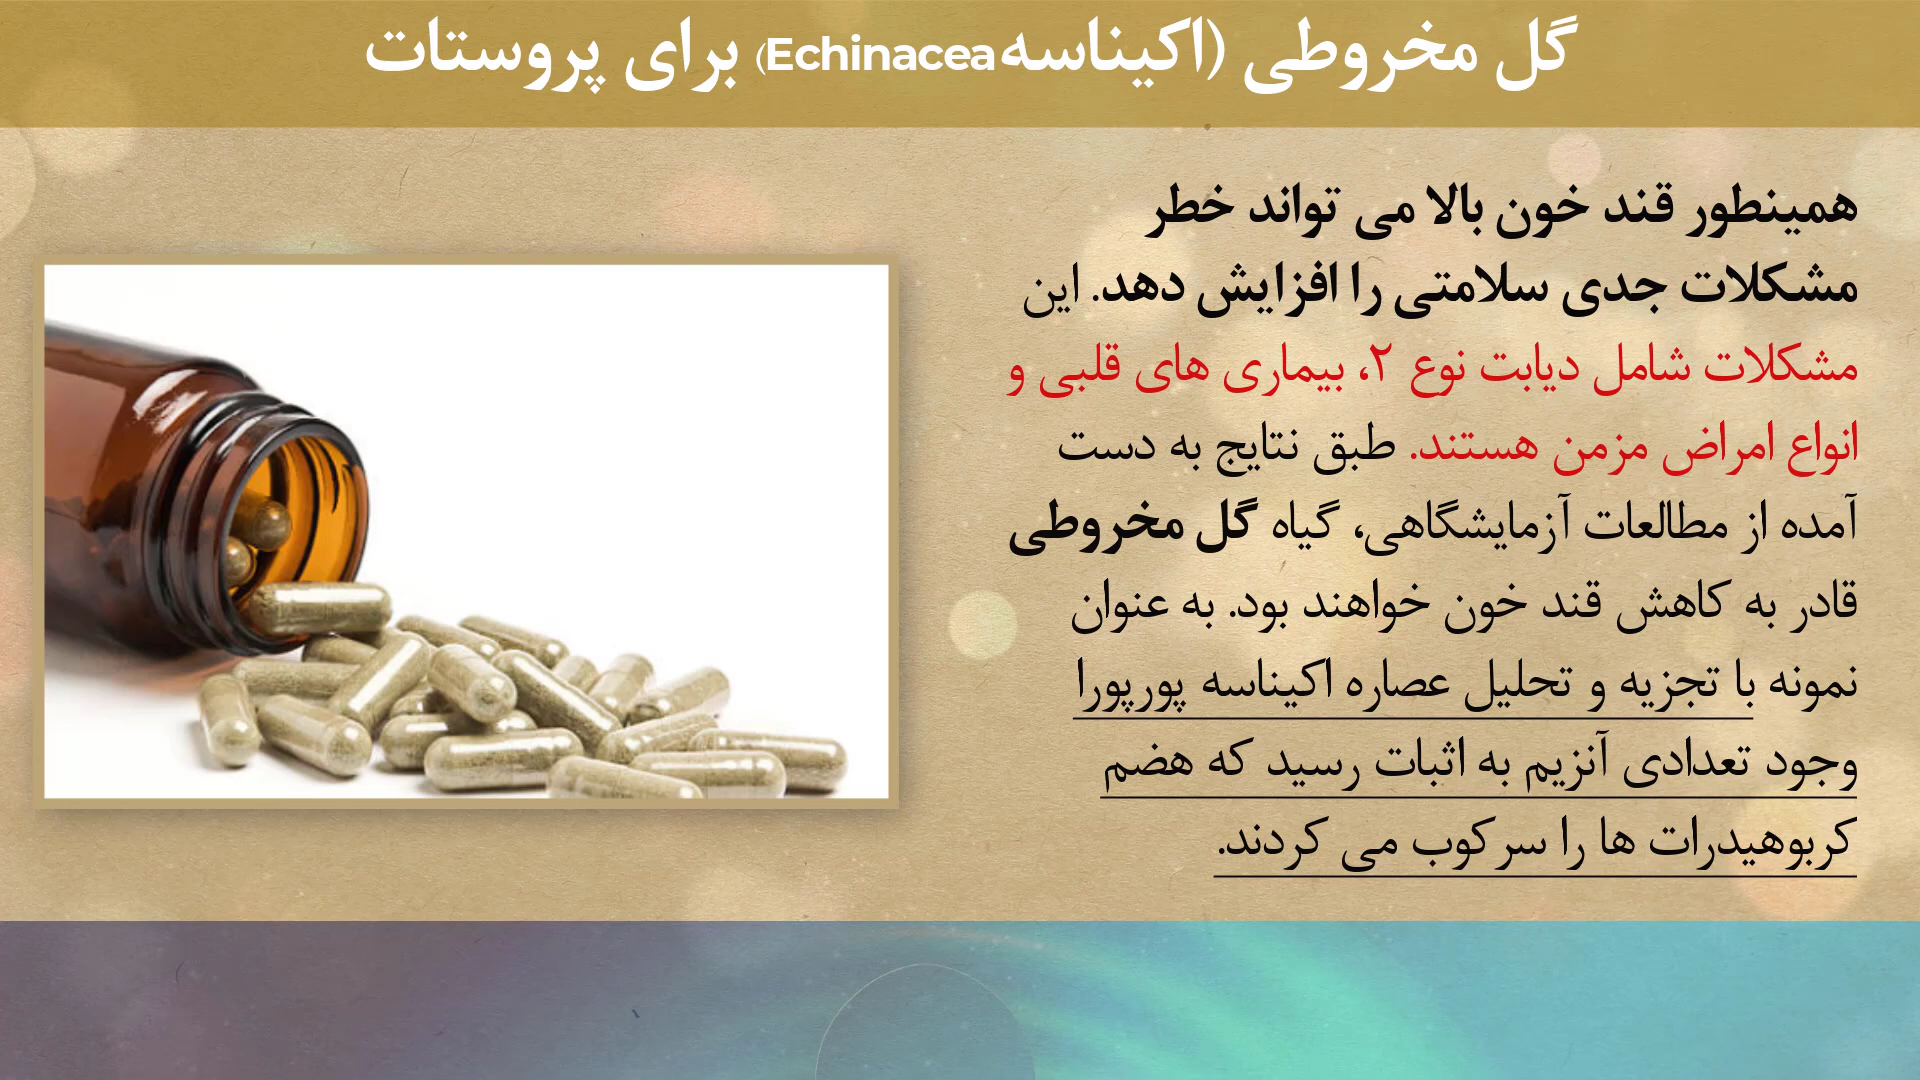 گل مخروطی (اکیناسهEchinacea) برای پروستات
همینطور قند خون بالا می تواند خطر
مشکلات جدی سلامتی را افزایش دهد. این
مشکلات شامل دیابت نوع ۲، بیماری های قلبی و
انواع امراض مزمن هستند. طبق نتایج به دست
آمده از مطالعات آزمایشگاهی، گیاه گل مخروطی
قادر به کاهش قند خون خواهند بود. به عنوان
نمونه با تجزیه و تحلیل عصاره اکیناسه پورپورا
وجود تعدادی آنزیم به اثبات رسید که هضم
کربوهیدرات ها را سرکوب می کردند.